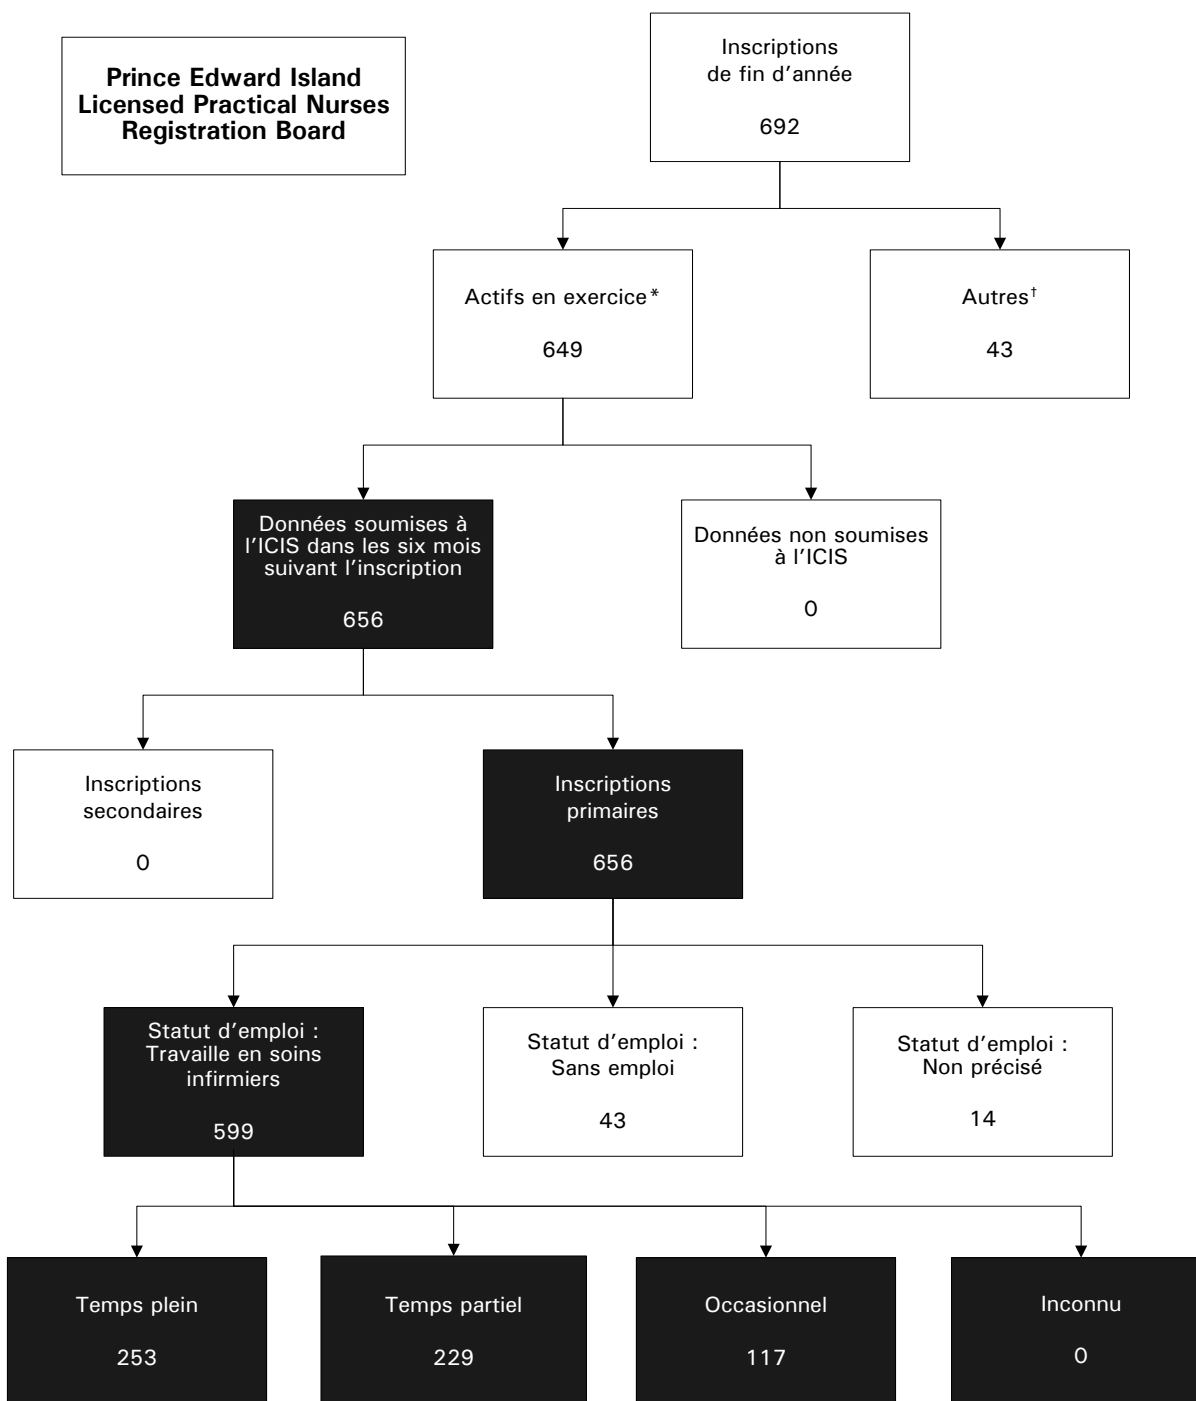 Prince Edward Island
Licensed Practical Nurses
Registration Board
Inscriptions
de fin d'année
692
Actifs en exercice*
649
Autres†
43
Données soumises à
l'ICIS dans les six mois
suivant l'inscription
656
Données non soumises
à l'ICIS
0
Inscriptions
secondaires
0
Inscriptions
primaires
656
Statut d'emploi :
Travaille en soins
infirmiers
599
Statut d'emploi :
Sans emploi
43
Statut d'emploi :
Non précisé
14
Temps plein
253
Temps partiel
229
Occasionnel
117
Inconnu
0